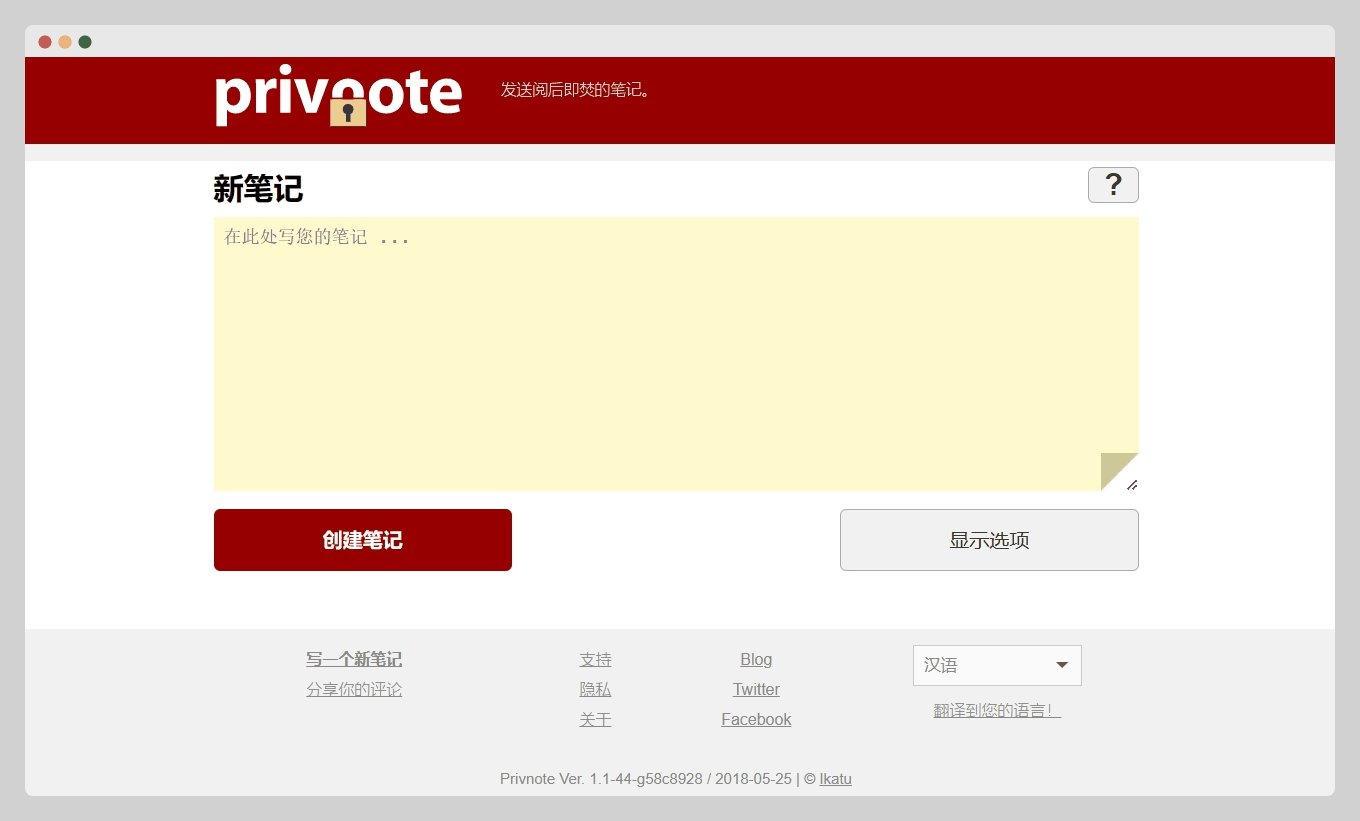 privnote
发送阅后即焚的笔记。
新笔记
?
在此处写您的笔记 ...
创建笔记
显示选项
写一个新笔记
分享你的评论
支持
隐私
关于
Blog
Twitter
Facebook
汉语
翻译到您的语言！
Privnote Ver. 1.1-44-g58c8928 / 2018-05-25 | © Ikatu